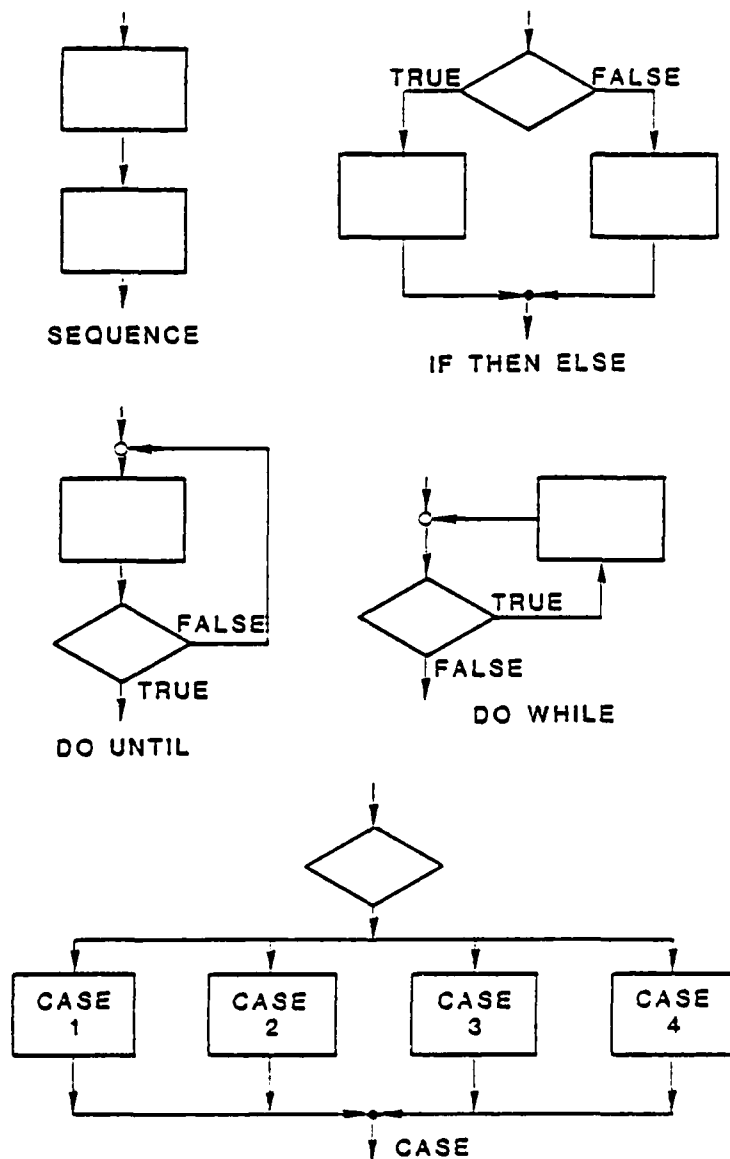 TRUE
FALSE
SEQUENCE
IF THEN ELSE
FALSE
TRUE
DO UNTIL
TRUE
FALSE
DO WHILE
CASE
1
CASE
2
CASE
3
CASE
4
CASE